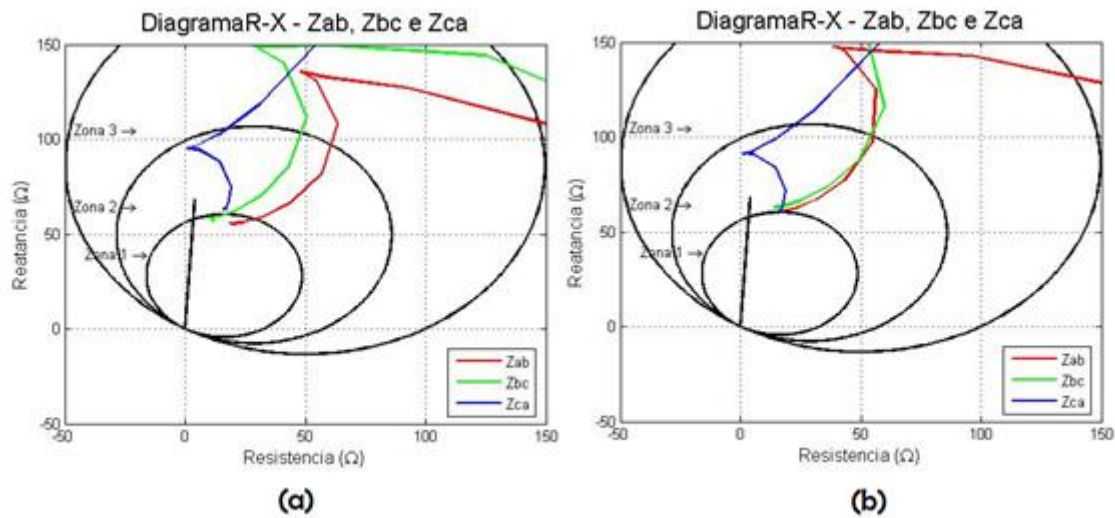 DiagramaR-X - Zab, Zbc e Zca
150
100
50
0
-50
-50
0
50
100
150
Reatancia (Ω)
Resistencia (Ω)
Zona 3 →
Zona 2 →
Zona 1 →
Zab
Zbc
Zca
(a)
DiagramaR-X - Zab, Zbc e Zca
150
100
50
0
-50
-50
0
50
100
150
Reatancia (Ω)
Resistencia (Ω)
Zona 3 →
Zona 2 →
Zona 1 →
Zab
Zbc
Zca
(b)